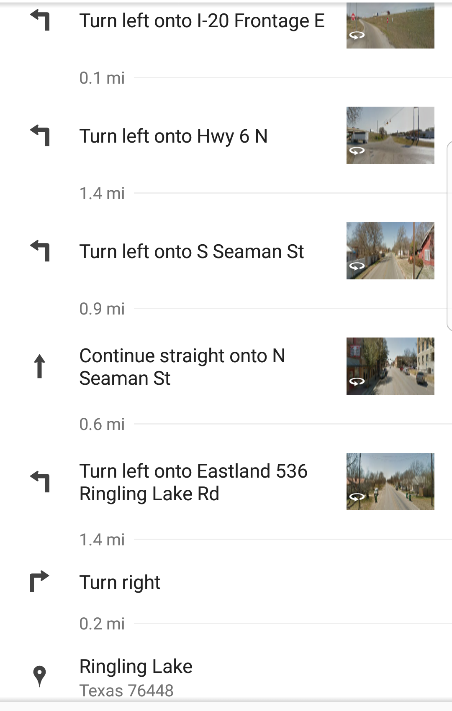 Turn left onto I-20 Frontage E
0.1 mi
Turn left onto Hwy 6 N
1.4 mi
Turn left onto S Seaman St
0.9 mi
Continue straight onto N
Seaman St
0.6 mi
Turn left onto Eastland 536
Ringling Lake Rd
1.4 mi
Turn right
0.2 mi
Ringling Lake
Texas 76448